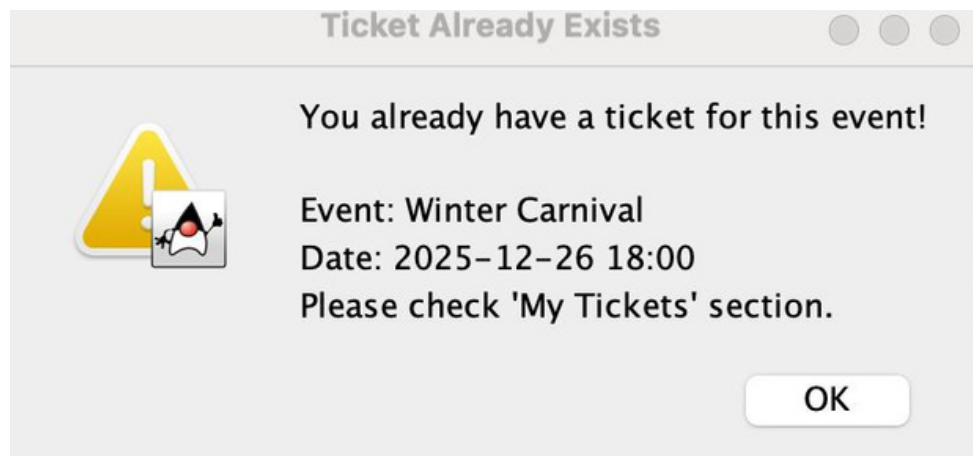 Ticket Already Exists
You already have a ticket for this event!
Event: Winter Carnival
Date: 2025-12-26 18:00
Please check 'My Tickets' section.
OK